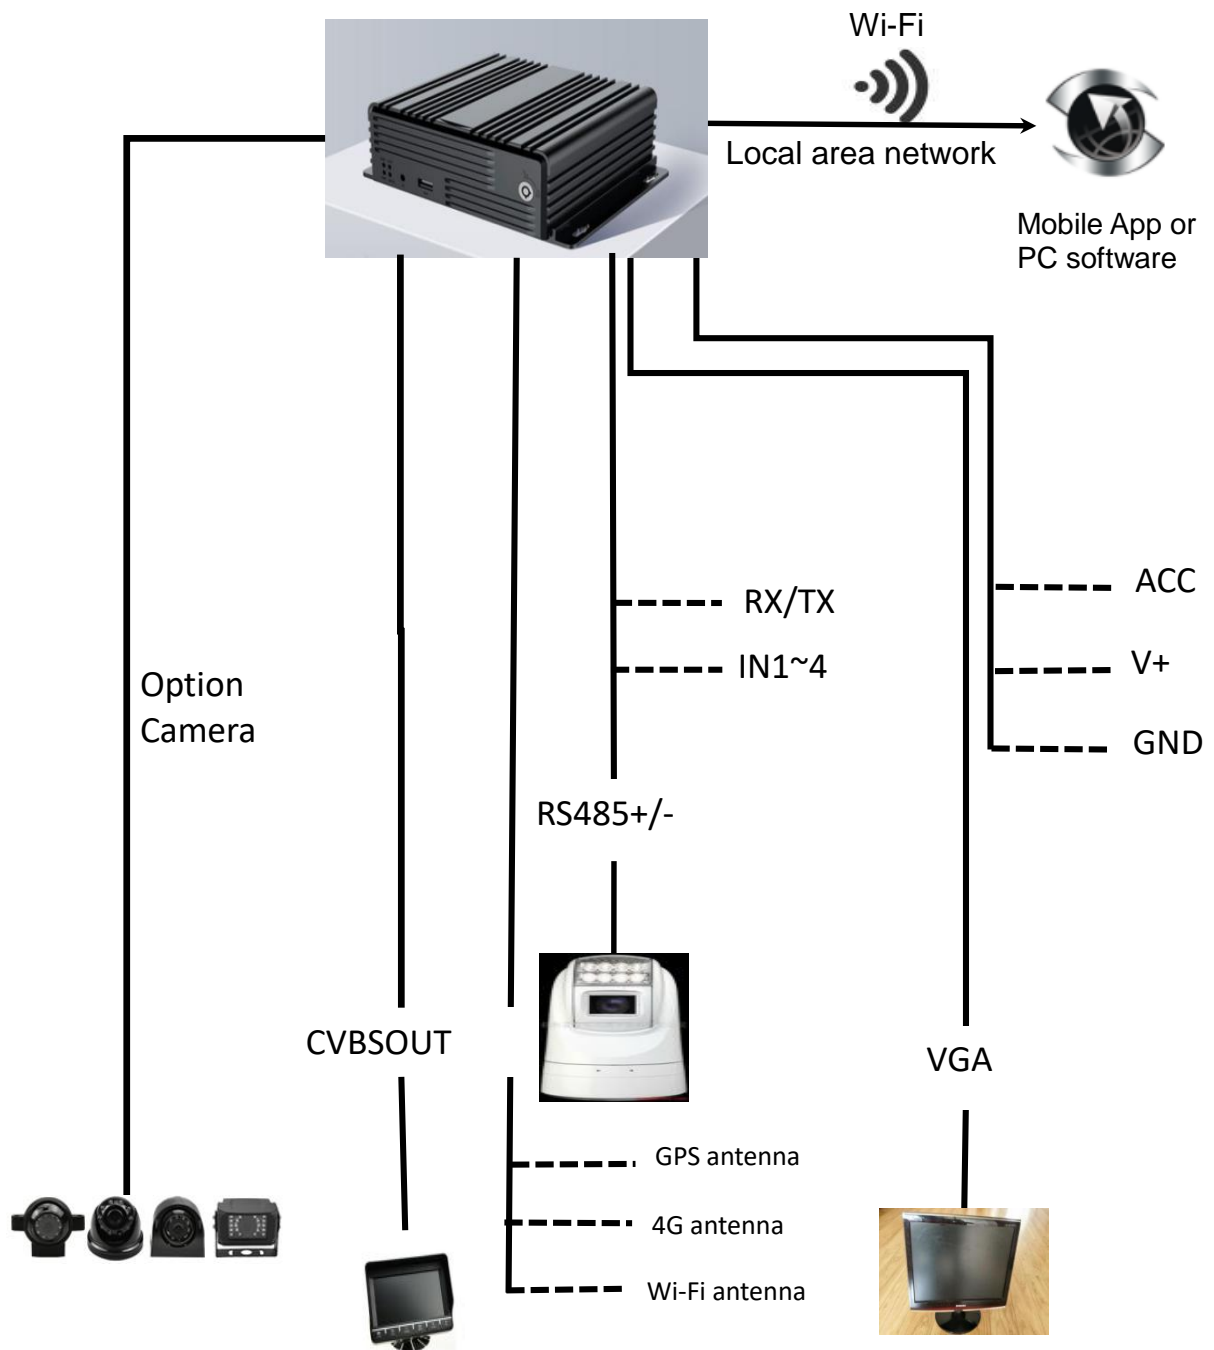 Wi-Fi
Local area network
Mobile App or
PC software
ACC
RX/TX
V+
IN1~4
Option
Camera
GND
RS485+/-
CVBSOUT
VGA
GPS antenna
4G antenna
Wi-Fi antenna